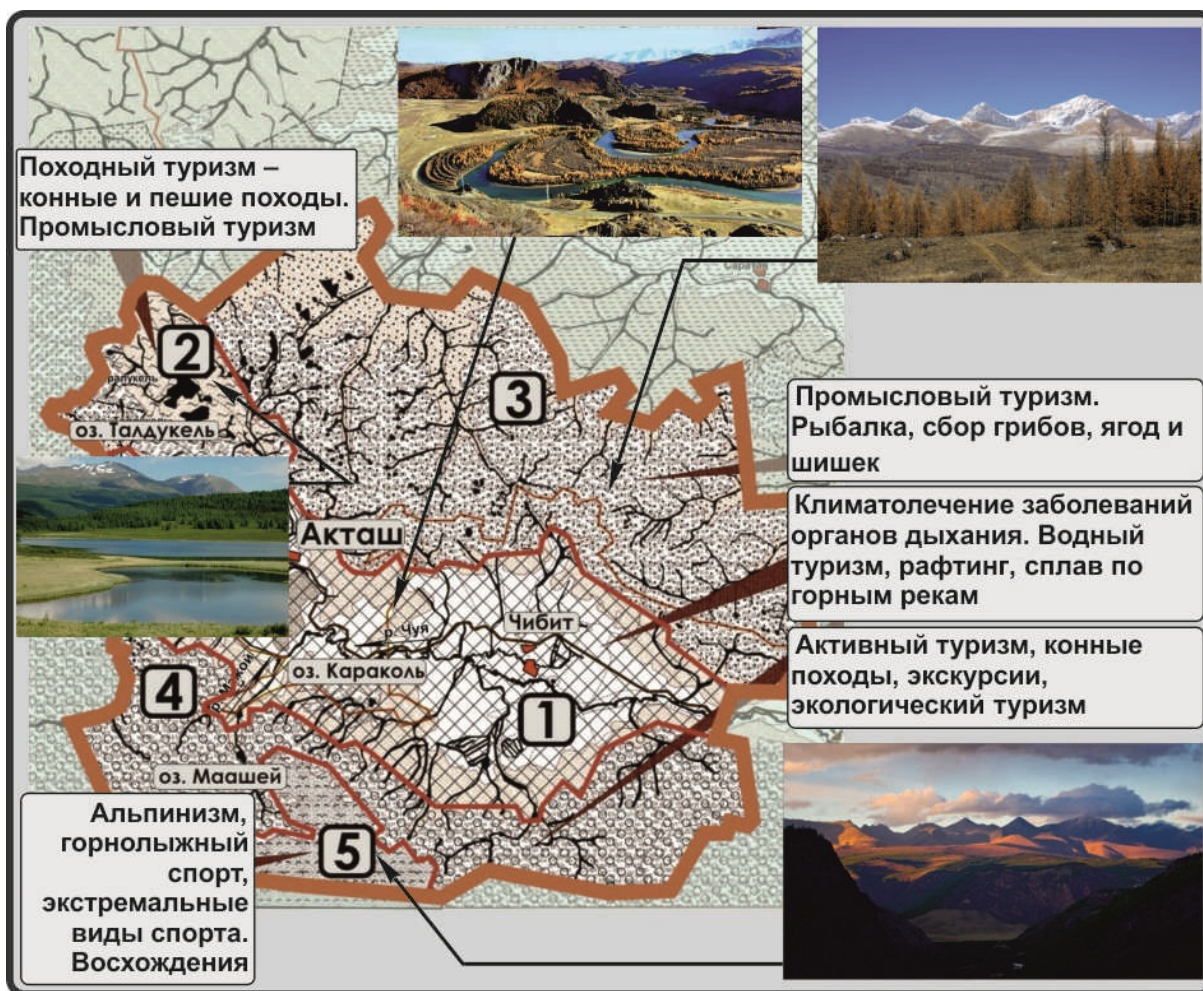 Походный туризм –
конные и пешие походы.
Промысловый туризм
2
3
оз. Талдукель
Промысловый туризм.
Рыбалка, сбор грибов, ягод и
шишек
Климатолечение заболеваний
органов дыхания. Водный
туризм, рафтинг, сплав по
горным рекам
Акташ
Чибит
р. Чуя
оз. Караколь
Активный туризм, конные
походы, экскурсии,
экологический туризм
4
1
оз. Маашей
Альпинизм,
горнолыжный
спорт,
экстремальные
виды спорта.
Восхождения
5